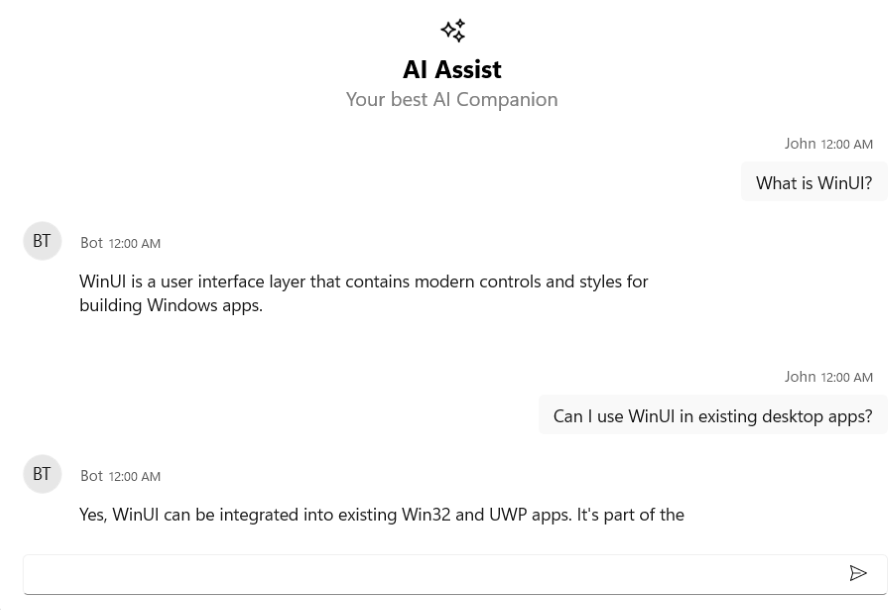 AI Assist
Your best AI Companion
John 12:00 AM
What is WinUI?
BT
Bot 12:00 AM
WinUI is a user interface layer that contains modern controls and styles for
building Windows apps.
John 12:00 AM
Can I use WinUI in existing desktop apps?
BT
Bot 12:00 AM
Yes, WinUI can be integrated into existing Win32 and UWP apps. It's part of the